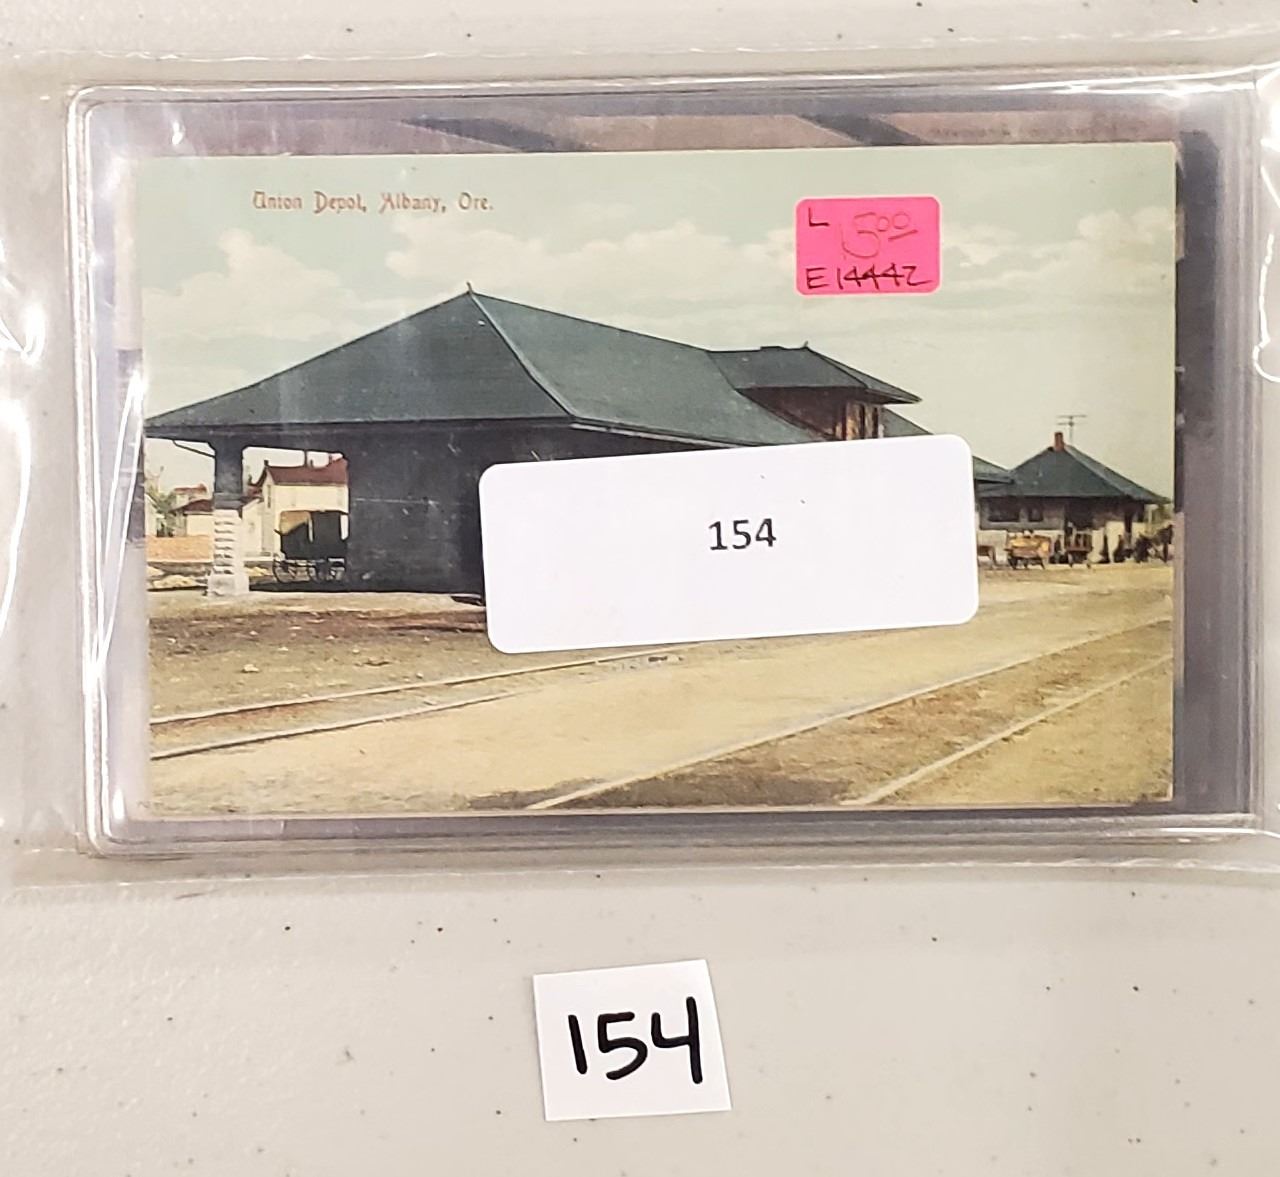 Union Depot, Albany, Ore.
L 15.00
E14442
154
154